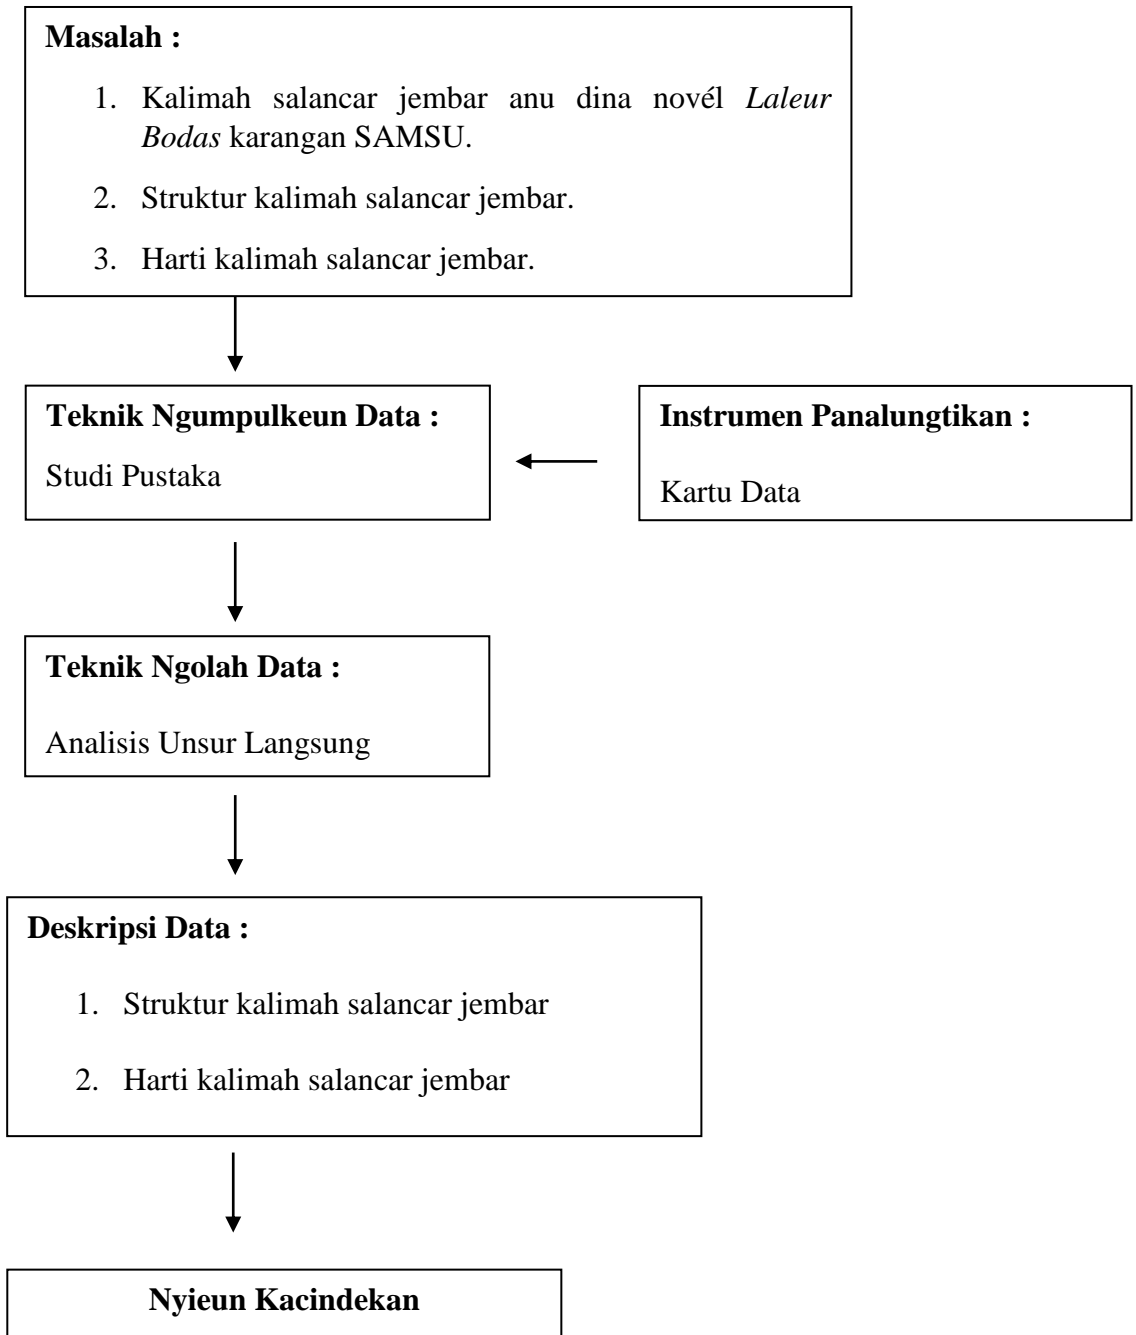 Masalah :
1. Kalimah salancar jembar anu dina novél Laleur
Bodas karangan SAMSU.
2. Struktur kalimah salancar jembar.
3. Harti kalimah salancar jembar.
Teknik Ngumpulkeun Data :
Studi Pustaka
Instrumen Panalungtikan :
Kartu Data
Teknik Ngolah Data :
Analisis Unsur Langsung
Deskripsi Data :
1. Struktur kalimah salancar jembar
2. Harti kalimah salancar jembar
Nyieun Kacindekan